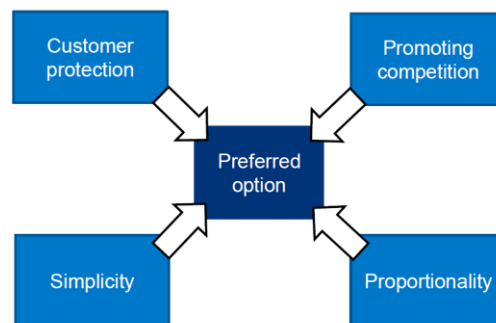 Customer
protection
Promoting
competition
Preferred
option
Simplicity
Proportionality